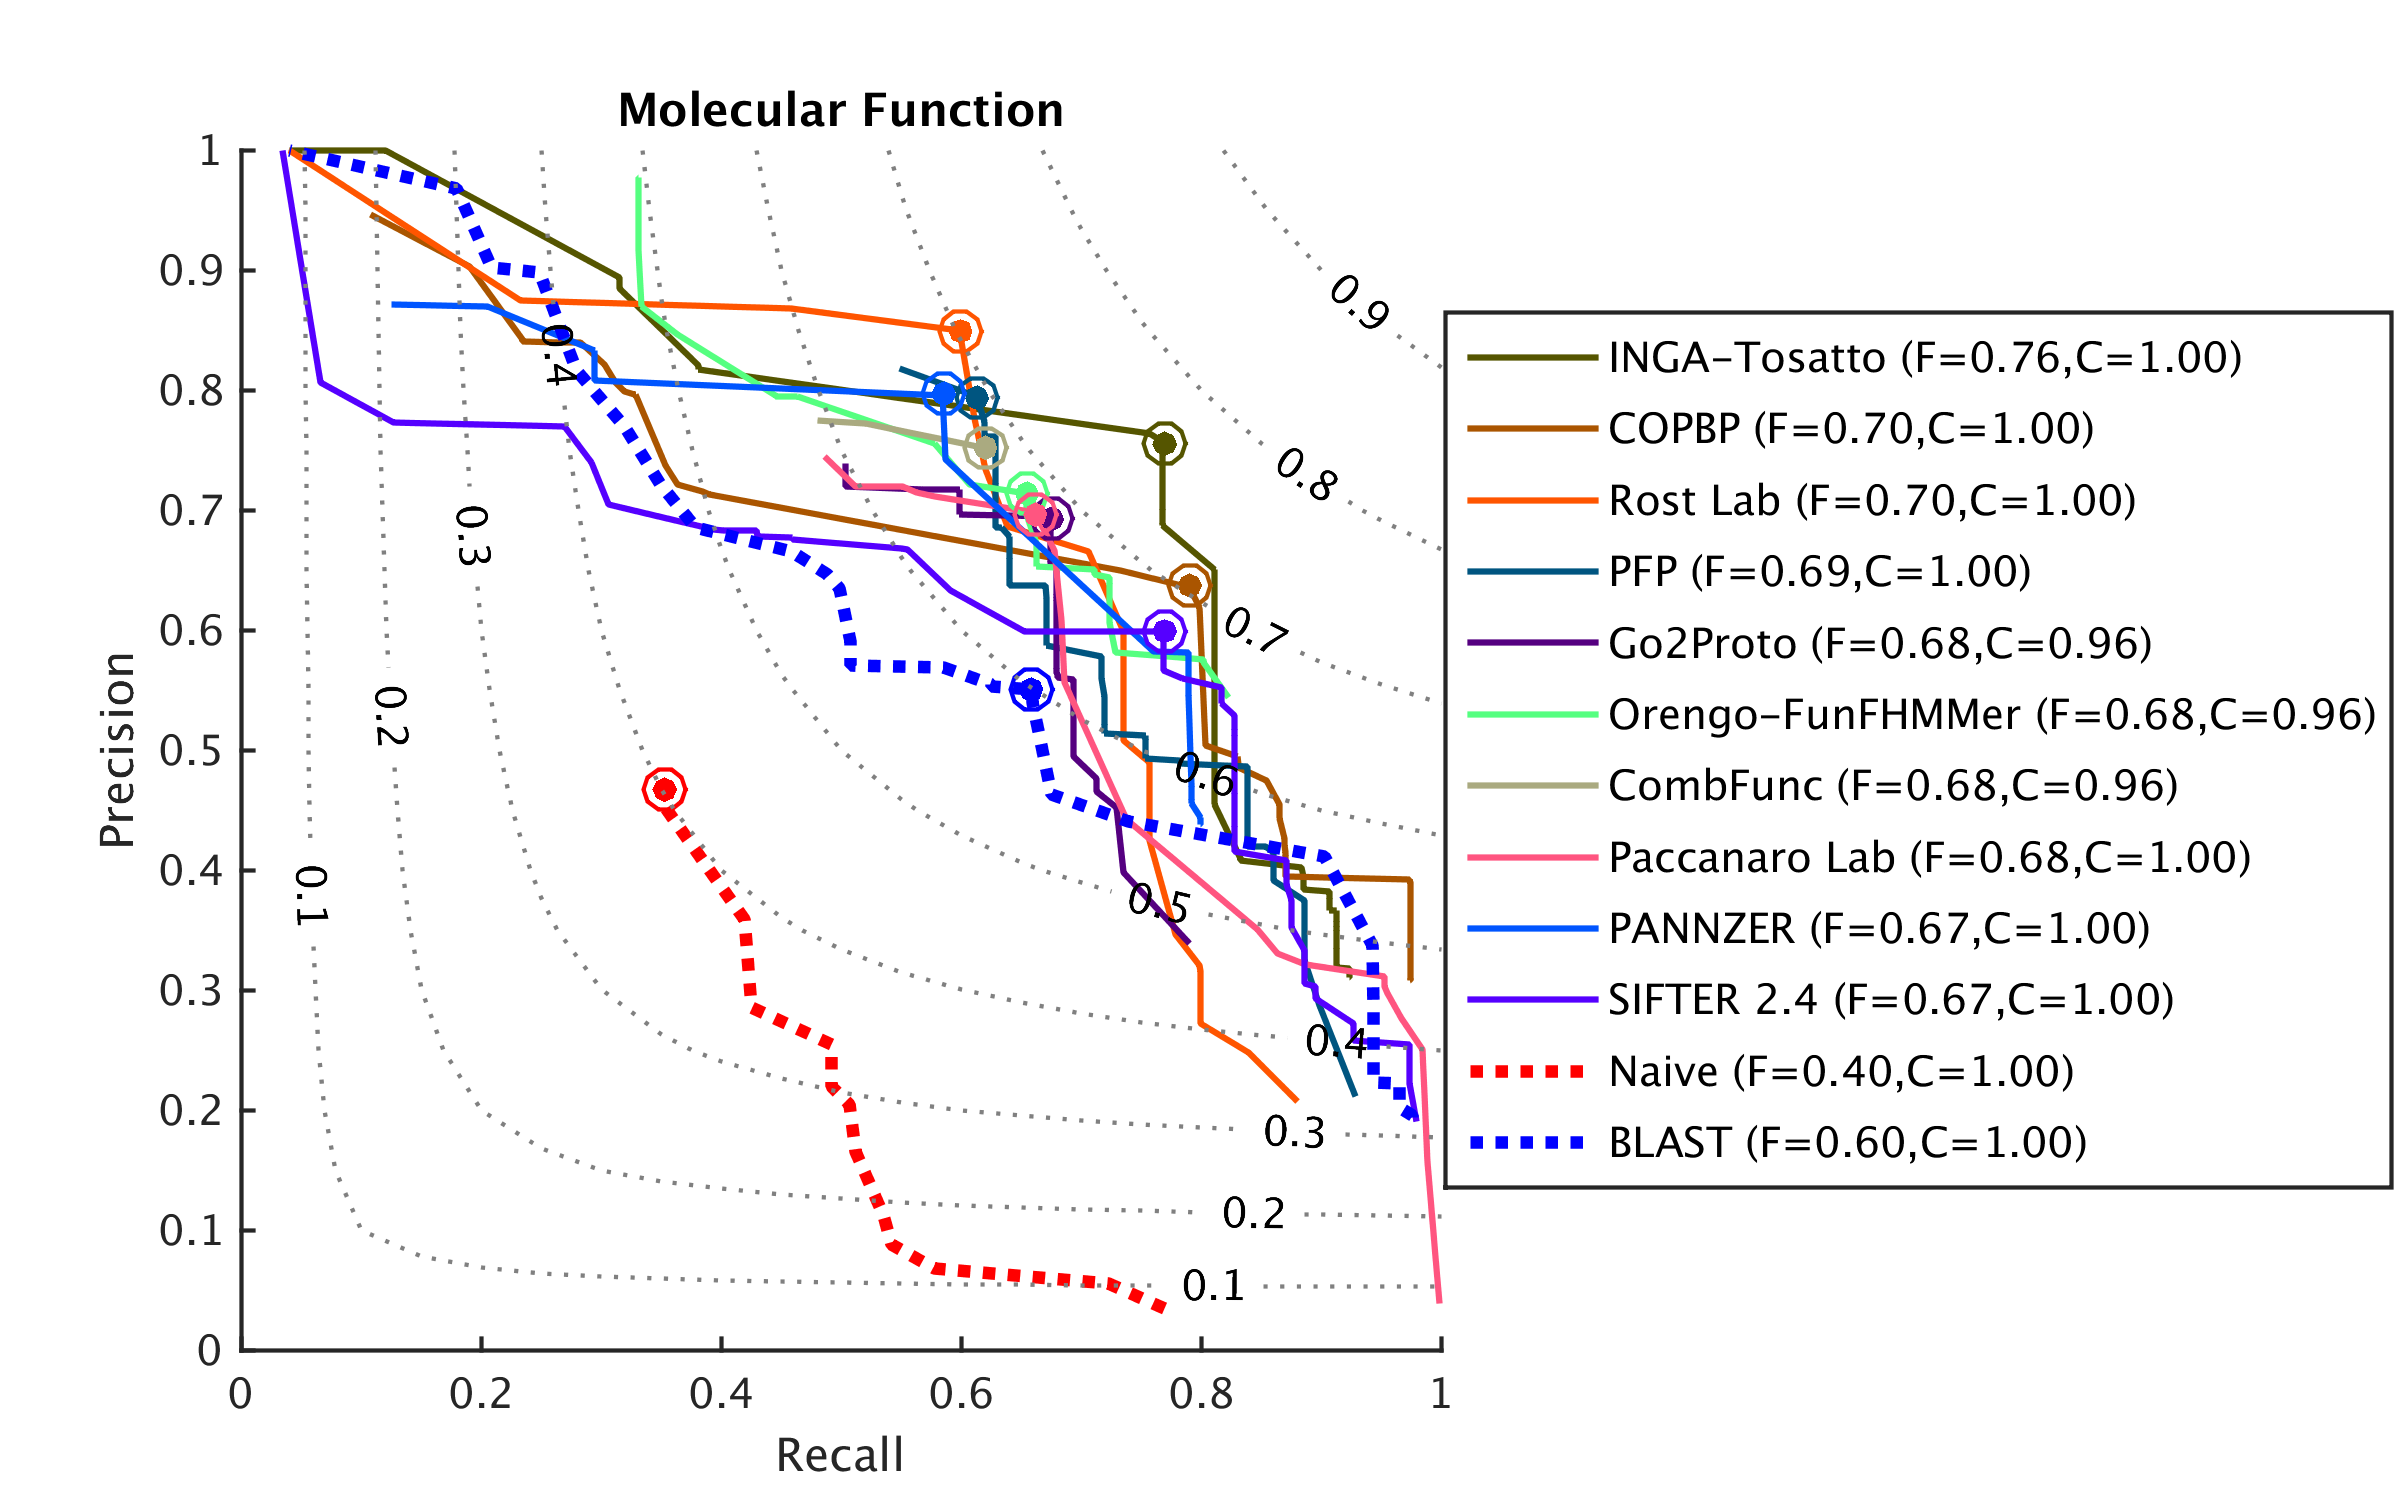 Molecular Function
1
0.9
0.8
0.7
0.6
0.5
0.4
0.3
0.2
0.1
0
Precision
0
0.2
0.4
0.6
0.8
1
Recall
0.9
0.8
0.7
0.6
0.5
0.4
0.3
0.2
0.1
0.4
0.3
0.2
0.1
INGA-Tosatto (F=0.76,C=1.00)
COPBP (F=0.70,C=1.00)
Rost Lab (F=0.70,C=1.00)
PFP (F=0.69,C=1.00)
Go2Proto (F=0.68,C=0.96)
Orengo-FunFHMMer (F=0.68,C=0.96)
CombFunc (F=0.68,C=0.96)
Paccanaro Lab (F=0.68,C=1.00)
PANNZER (F=0.67,C=1.00)
SIFTER 2.4 (F=0.67,C=1.00)
Naive (F=0.40,C=1.00)
BLAST (F=0.60,C=1.00)